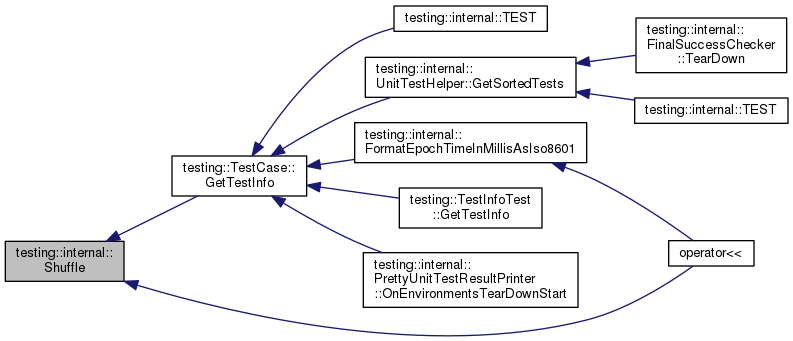 testing::internal::TEST
testing::internal::
FinalSuccessChecker
::TearDown
testing::internal::
UnitTestHelper::GetSortedTests
testing::internal::TEST
testing::internal::
FormatEpochTimeInMillisAsIso8601
testing::TestCase::
GetTestInfo
testing::TestInfoTest
::GetTestInfo
testing::internal::
Shuffle
operator<<
testing::internal::
PrettyUnitTestResultPrinter
::OnEnvironmentsTearDownStart